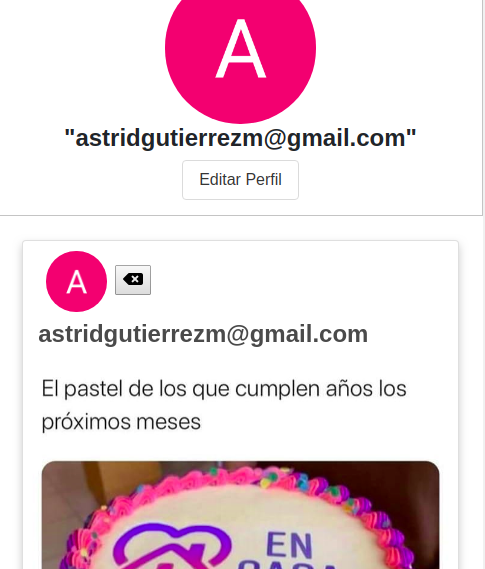 A
"astridgutierrezm@gmail.com"
Editar Perfil
A
astridgutierrezm@gmail.com
El pastel de los que cumplen años los
próximos meses
EN
CASA